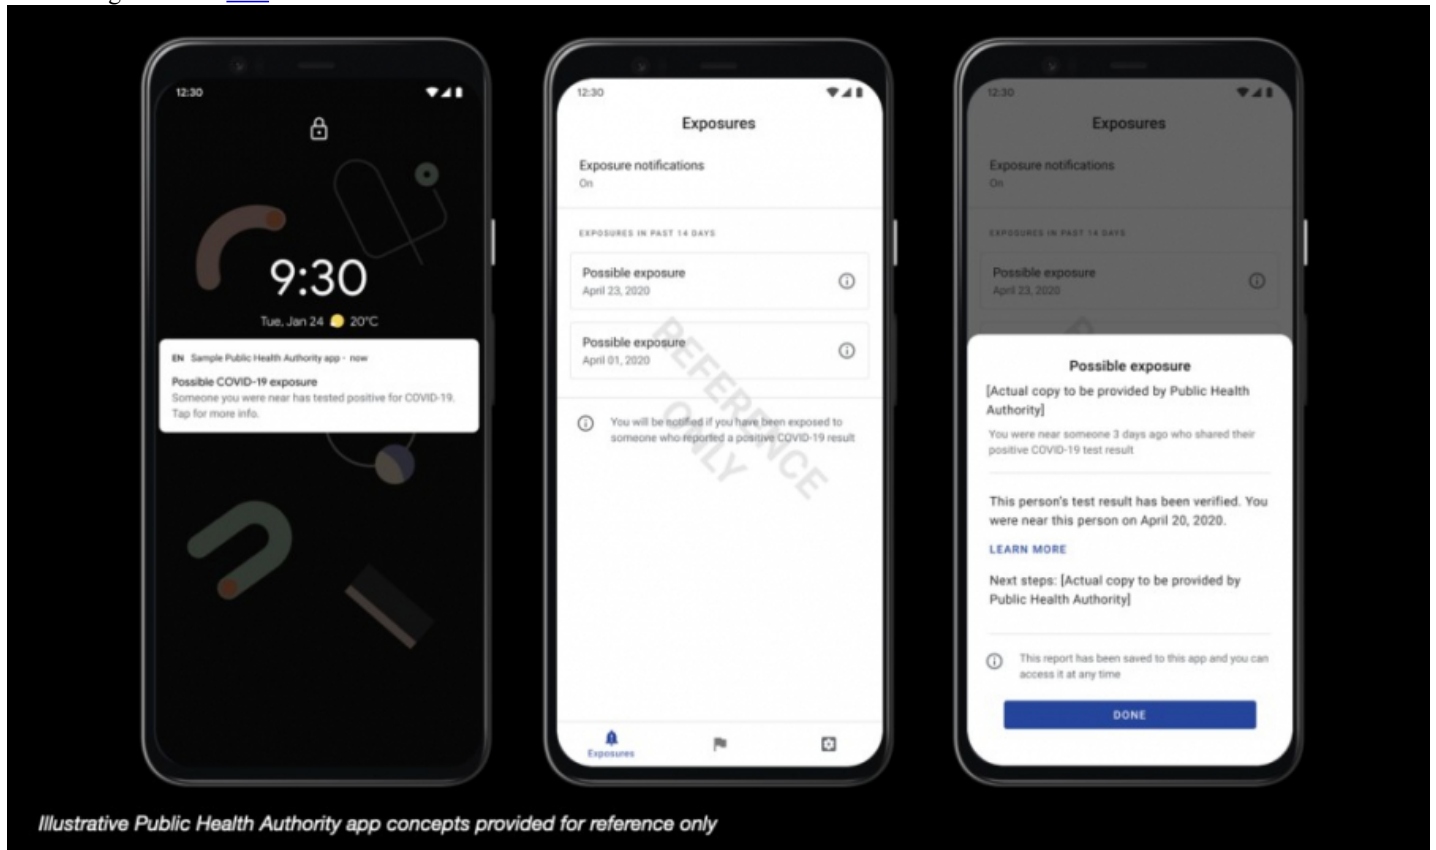 12:30
9:30
Tue, Jan 24 20°C
EN Sample Public Health Authority app · now
Possible COVID-19 exposure
Someone you were near has tested positive for COVID-19.
Tap for more info.
12:30
Exposures
Exposure notifications
On
EXPOSURES IN PAST 14 DAYS
Possible exposure
April 23, 2020
Possible exposure
April 01, 2020
You will be notified if you have been exposed to
someone who reported a positive COVID-19 result
REFERENCE
ONLY
Exposures
12:30
Exposures
Exposure notifications
On
EXPOSURES IN PAST 14 DAYS
Possible exposure
April 23, 2020
Possible exposure
[Actual copy to be provided by Public Health
Authority]
You were near someone 3 days ago who shared their
positive COVID-19 test result
This person's test result has been verified. You
were near this person on April 20, 2020.
LEARN MORE
Next steps: [Actual copy to be provided by
Public Health Authority]
This report has been saved to this app and you can
access it at any time
DONE
Illustrative Public Health Authority app concepts provided for reference only